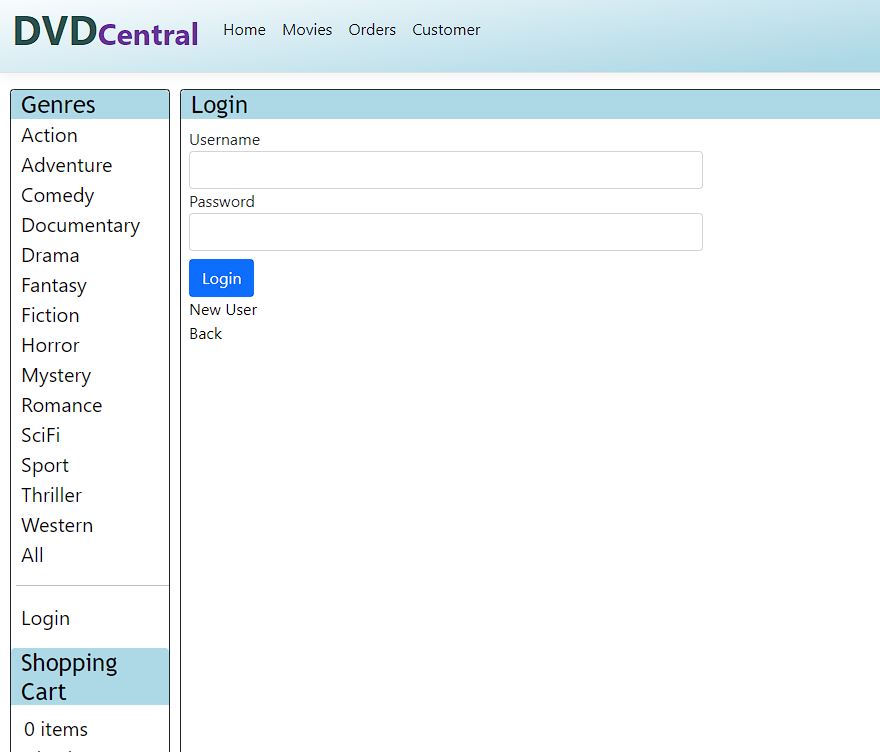 DVDCentral Home Movies Orders Customer
Genres
Action
Adventure
Comedy
Documentary
Drama
Fantasy
Fiction
Horror
Mystery
Romance
SciFi
Sport
Thriller
Western
All
Login
Shopping
Cart
0 items
Login
Username
Password
Login
New User
Back